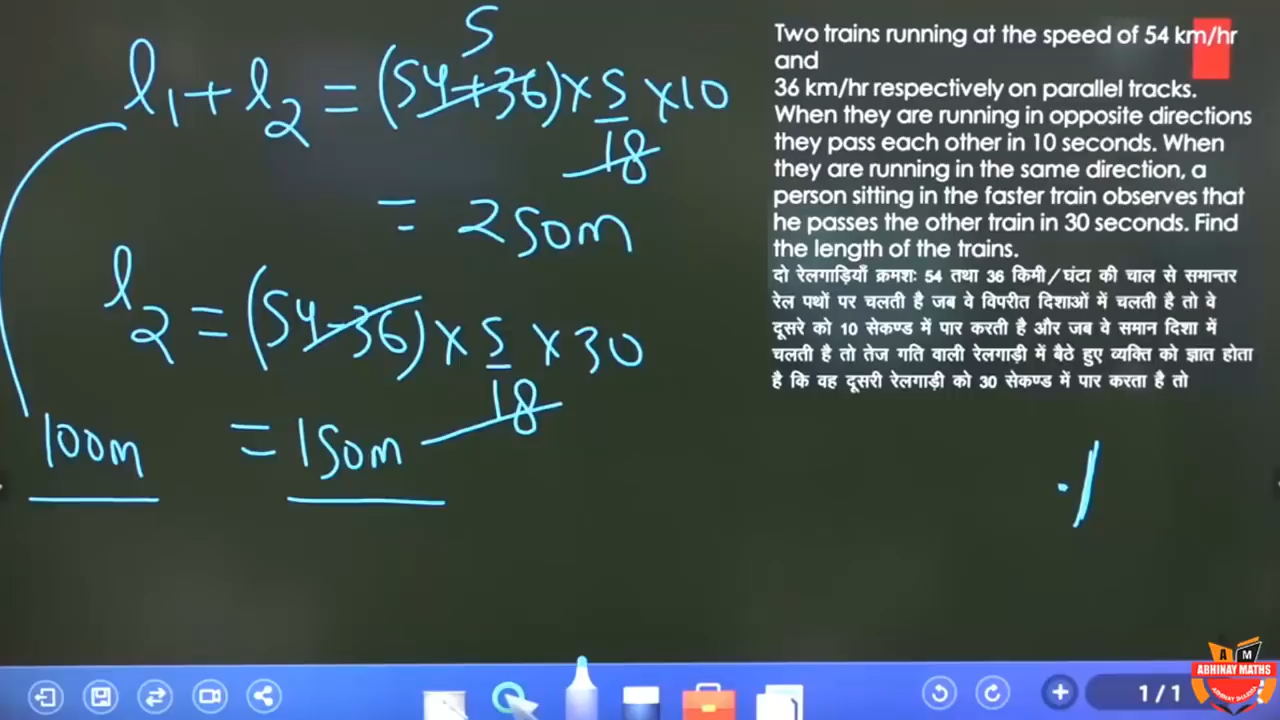 5
l₁ + l₂ = (54+36) × 5/18 × 10
= 250m
l₂ = (54-36) × 5/18 × 30
100m = 150m
Two trains running at the speed of 54 km/hr
and
36 km/hr respectively on parallel tracks.
When they are running in opposite directions
they pass each other in 10 seconds. When
they are running in the same direction, a
person sitting in the faster train observes that
he passes the other train in 30 seconds. Find
the length of the trains.
दो रेलगाड़ियाँ क्रमशः 54 तथा 36 किमी/घंटा की चाल से समान्तर
रेल पथों पर चलती है जब वे विपरीत दिशाओं में चलती है तो वे
दूसरे को 10 सेकण्ड में पार करती है और जब वे समान दिशा में
चलती है तो तेज गति वाली रेलगाड़ी में बैठे हुए व्यक्ति को ज्ञात होता
है कि वह दूसरी रेलगाड़ी को 30 सेकण्ड में पार करता है तो
1 / 1
A M
ABHINAY MATHS
ABHINAY SHARMA